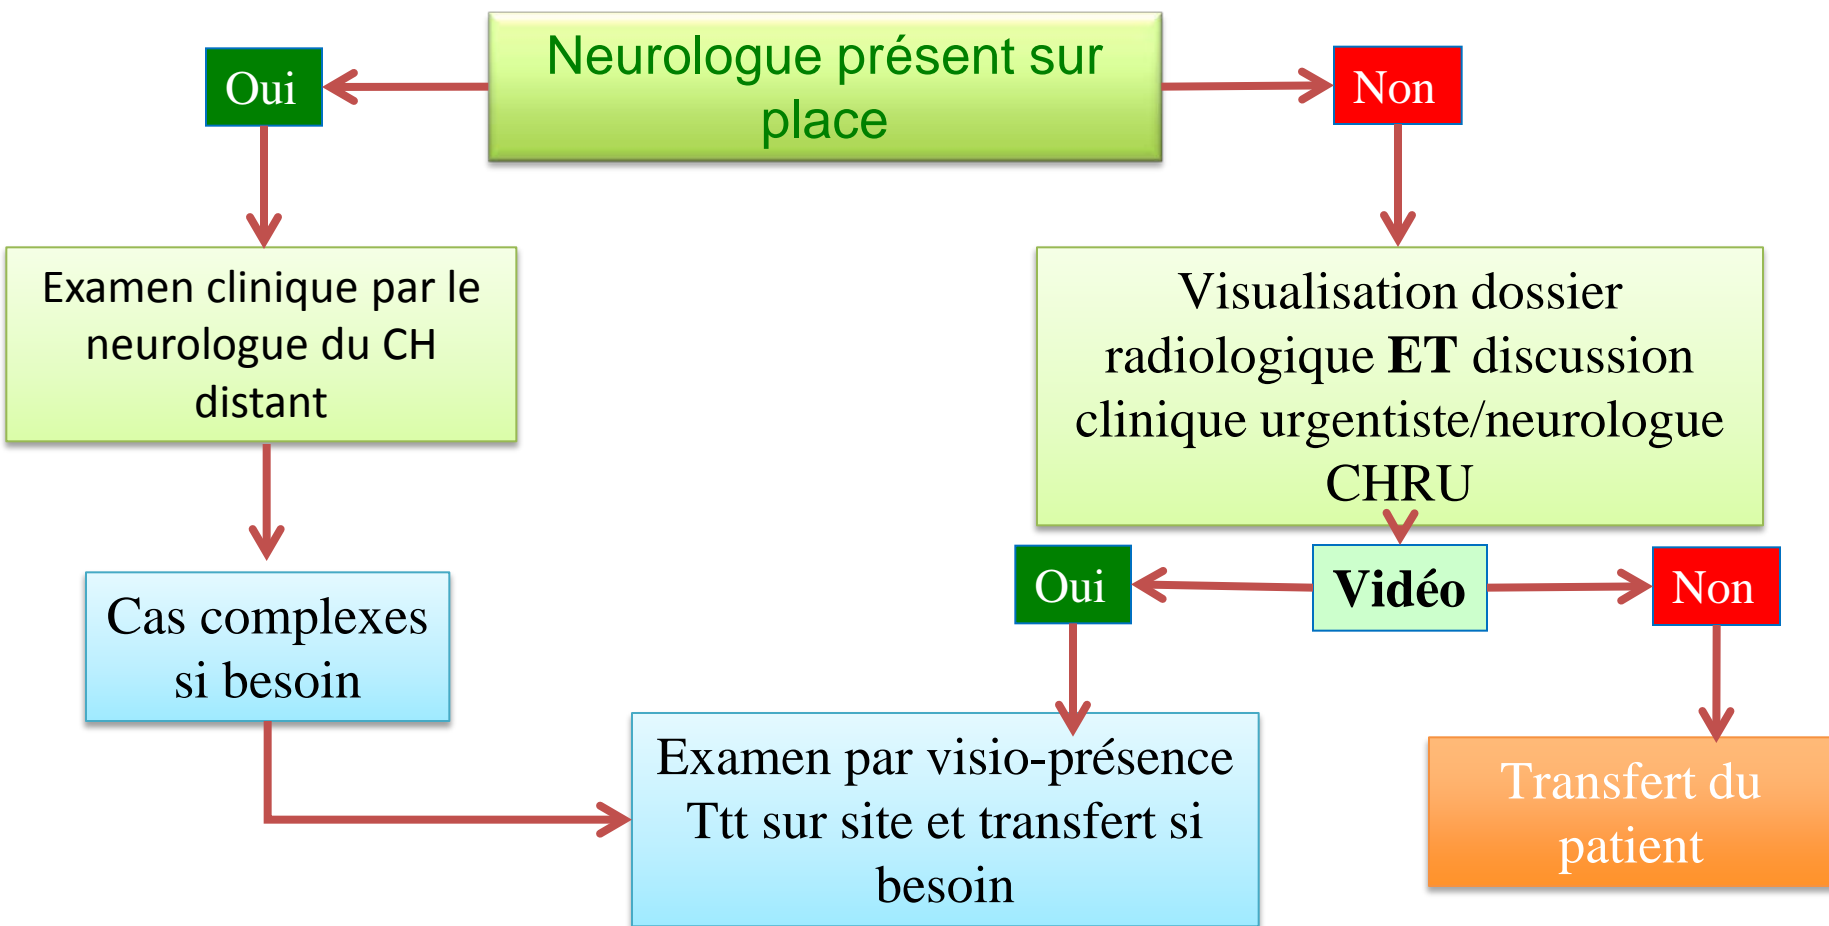 Neurologue présent sur
place
Oui
Non
Examen clinique par le
neurologue du CH
distant
Visualisation dossier
radiologique ET discussion
clinique urgentiste/neurologue
CHRU
Oui
Vidéo
Non
Cas complexes
si besoin
Examen par visio-présence
Ttt sur site et transfert si
besoin
Transfert du
patient